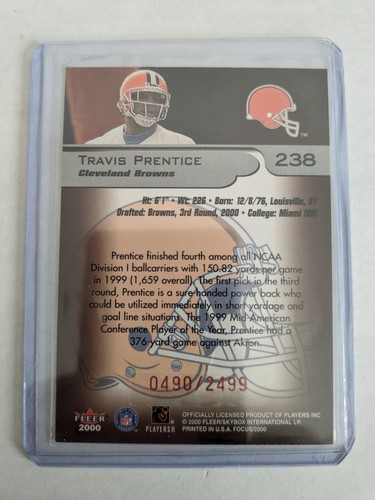 TRAVIS PRENTICE
238
Cleveland Browns
Ht: 6'1" • Wt: 226 • Born: 12/8/76, Louisville, KY
Drafted: Browns, 3rd Round, 2000 • College: Miami (OH)
Prentice finished fourth among all NCAA
Division I ballcarriers with 150.82 yards per game
in 1999 (1,659 overall). The first pick in the third
round, Prentice is a sure-handed power back who
could be utilized immediately in short yardage and
goal line situations. The 1999 Mid-American
Conference Player of the Year, Prentice had a
376-yard game against Akron.
0490/2499
FLEER
2000
NFL
PLAYERS
OFFICIALLY LICENSED PRODUCT OF PLAYERS INC
© 2000 FLEER/SKYBOX INTERNATIONAL LP.
PRINTED IN U.S.A. FOCUS/2000